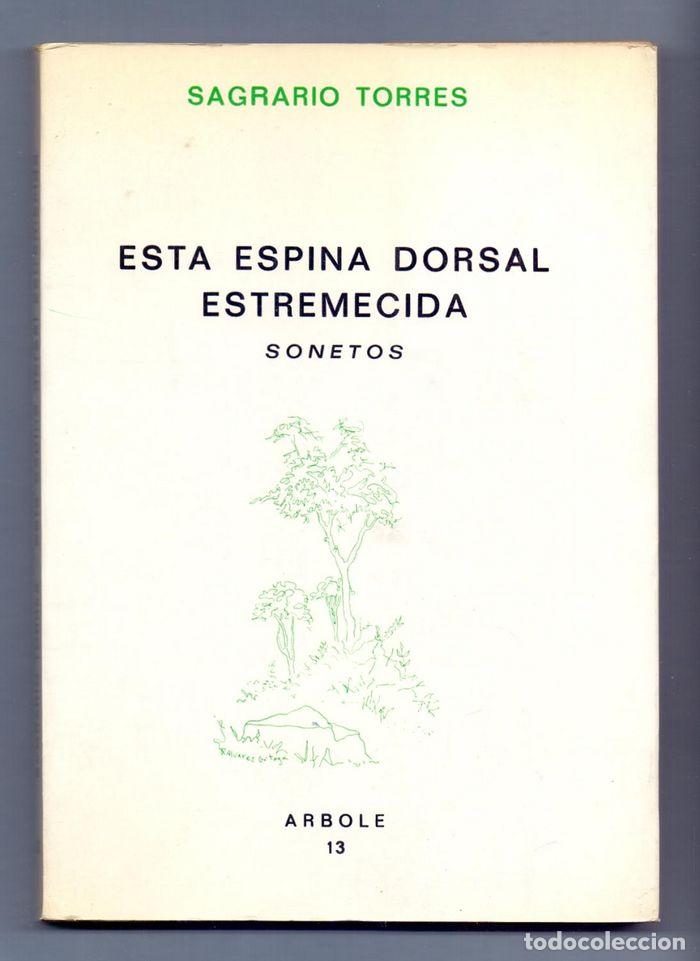 SAGRARIO TORRES
ESTA ESPINA DORSAL
ESTREMECIDA
SONETOS
ARBOLE
13
todocoleccion